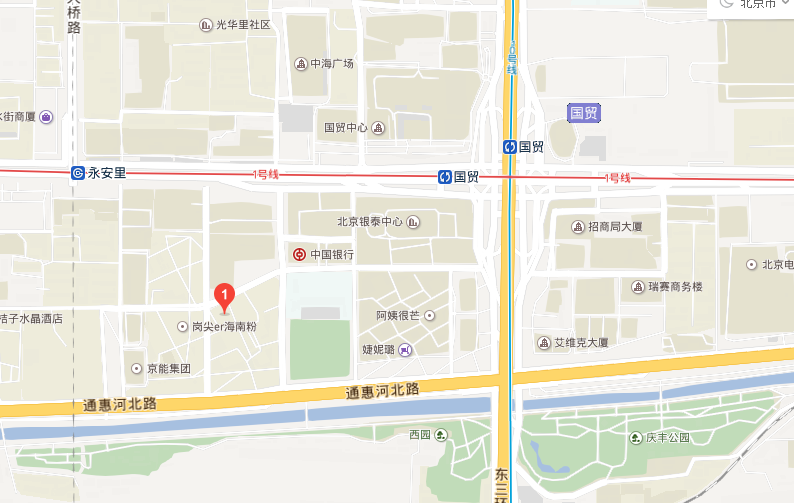 北京市
大桥路
光华里社区
10号线
中海广场
国贸
水街商厦
国贸中心
国贸
永安里
1号线
国贸
1号线
北京银泰中心
招商局大厦
中国银行
北京电
瑞赛商务楼
1
桔子水晶酒店
岗尖er海南粉
阿姨很芒
婕妮璐
艾维克大厦
京能集团
通惠河北路
通惠河北路
西园
庆丰公园
东三环